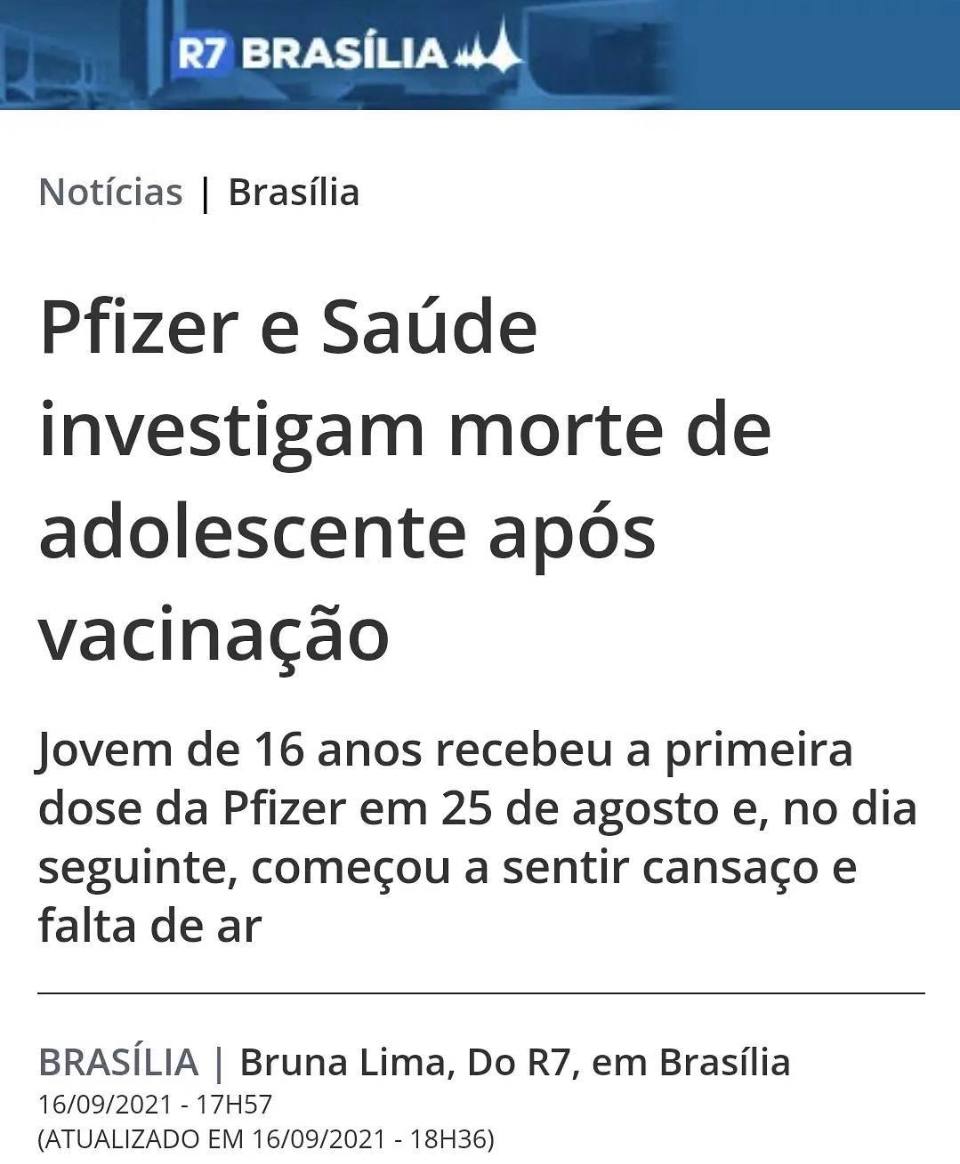 R7 BRASÍLIA
Notícias | Brasília
Pfizer e Saúde
investigam morte de
adolescente após
vacinação
Jovem de 16 anos recebeu a primeira
dose da Pfizer em 25 de agosto e, no dia
seguinte, começou a sentir cansaço e
falta de ar
BRASÍLIA | Bruna Lima, Do R7, em Brasília
16/09/2021 - 17H57
(ATUALIZADO EM 16/09/2021 - 18H36)